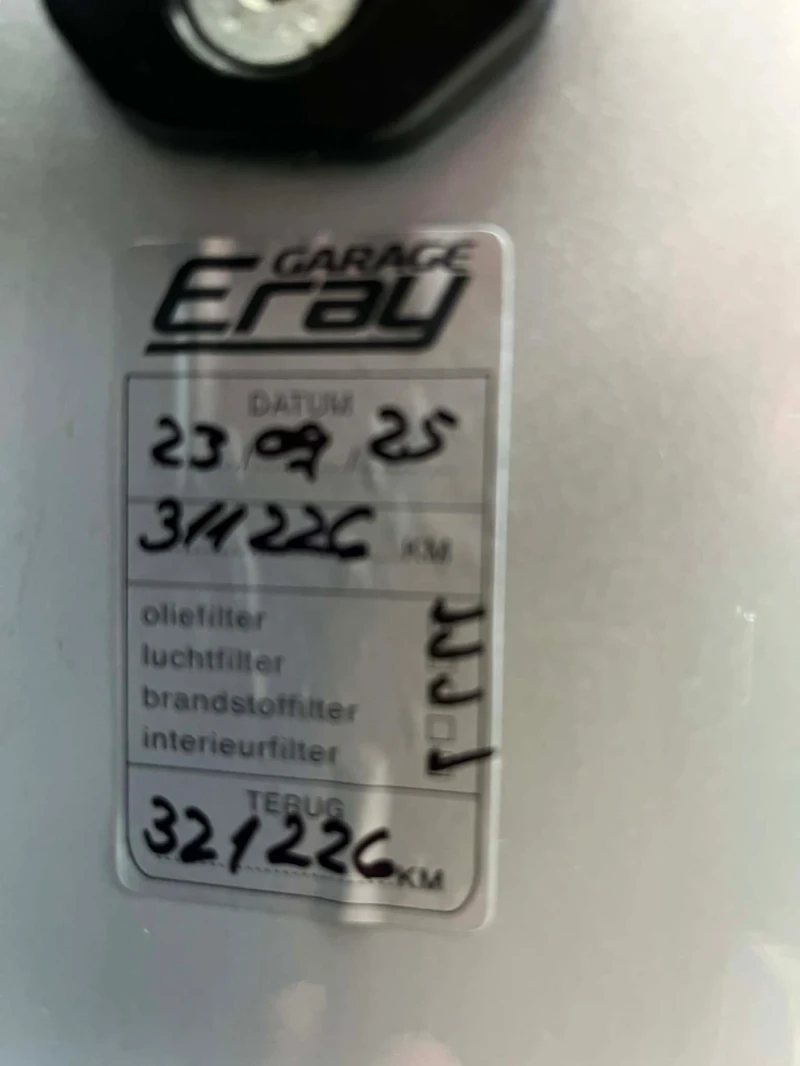 GARAGE
Eray
DATUM
23 / 09 / 25
311226 KM
oliefilter
luchtfilter
brandstoffilter
interieurfilter
TERUG
321226 KM